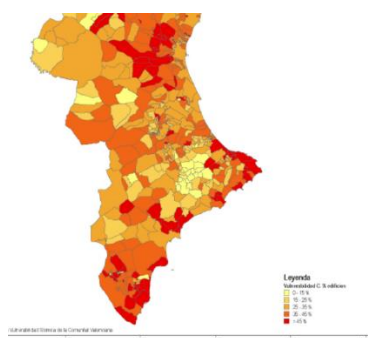 Leyenda
Vulnerabilidad C. % edificios
0 - 15 %
15 - 25 %
25 - 35 %
35 - 45 %
> 45 %
Vulnerabilidad Sísmica de la Comunitat Valenciana